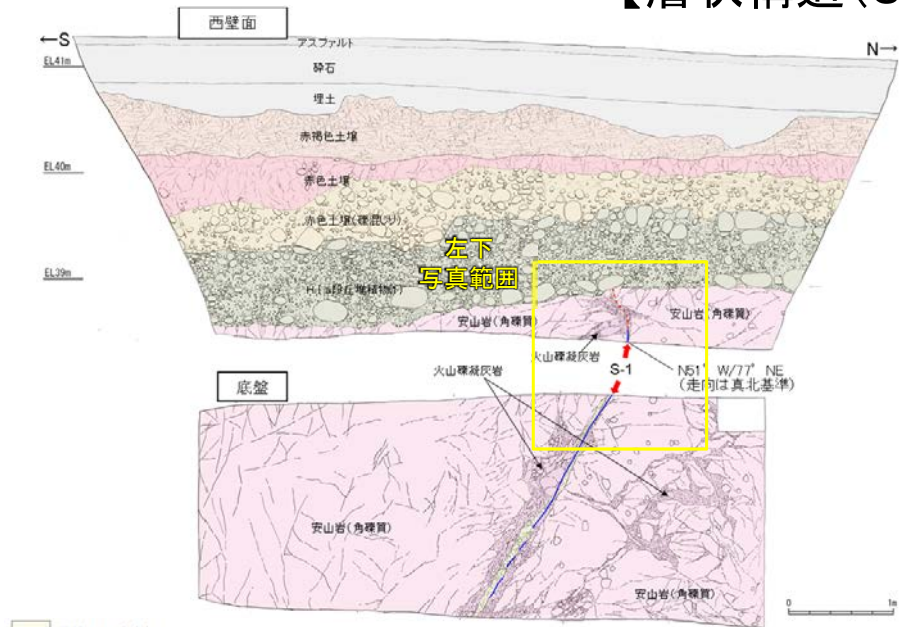 西壁面
←S
N→
アスファルト
EL41m
砕石
埋土
赤褐色土壌
EL40m
赤色土壌
赤色土壌(礫混じり)
左下
写真範囲
EL39m
安山岩(角礫質)
安山岩(角礫質)
火山礫凝灰岩
火山礫凝灰岩
S-1
N51°W/77°NE
(走向は真北基準)
底盤
安山岩(角礫質)
安山岩(角礫質)
0
1m